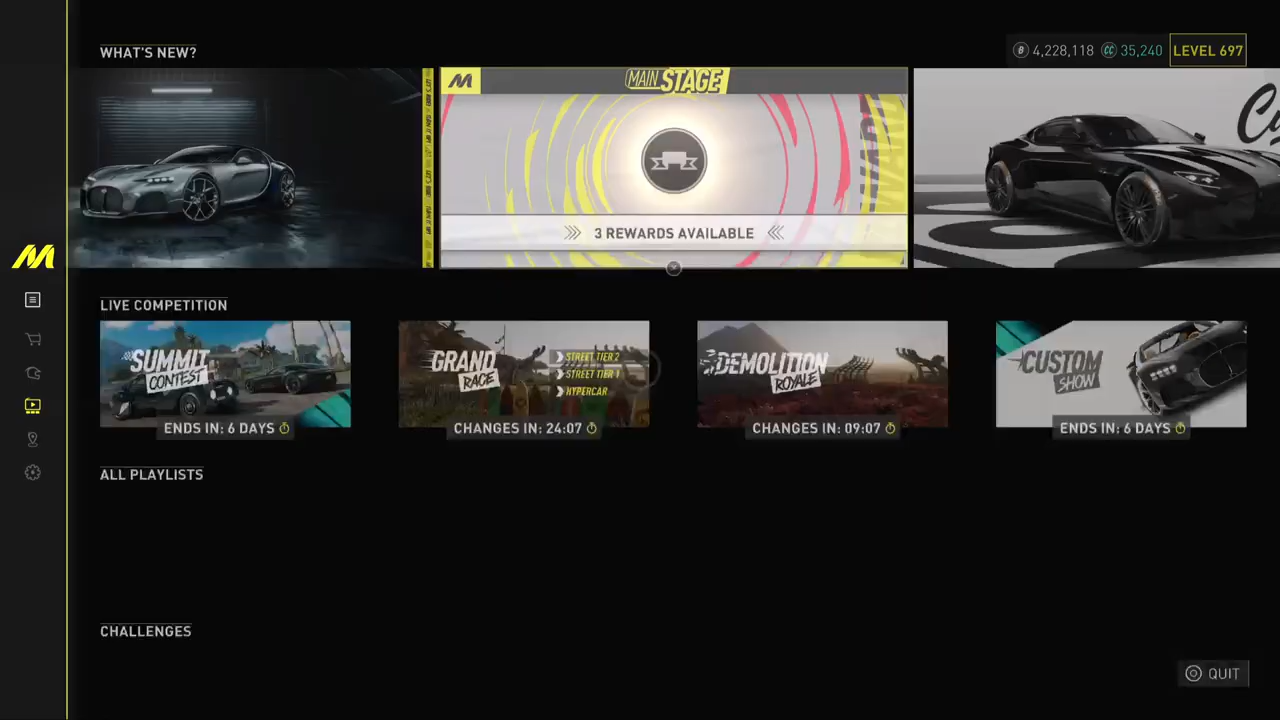 WHAT'S NEW?
4,228,118
CC 35,240
LEVEL 697
MAIN STAGE
3 REWARDS AVAILABLE
LIVE COMPETITION
SUMMIT
CONTEST
ENDS IN: 6 DAYS
GRAND
RACE
STREET TIER 2
STREET TIER 1
HYPERCAR
CHANGES IN: 24:07
DEMOLITION
ROYALE
CHANGES IN: 09:07
CUSTOM
SHOW
ENDS IN: 6 DAYS
ALL PLAYLISTS
CHALLENGES
QUIT